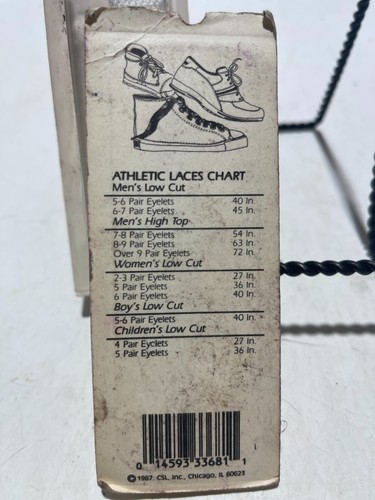 ATHLETIC LACES CHART
Men's Low Cut
5-6 Pair Eyelets 40 In.
6-7 Pair Eyelets 45 In.
Men's High Top
7-8 Pair Eyelets 54 In.
8-9 Pair Eyelets 63 In.
Over 9 Pair Eyelets 72 In.
Women's Low Cut
2-3 Pair Eyelets 27 In.
5 Pair Eyelets 36 In.
6 Pair Eyelets 40 In.
Boy's Low Cut
5-6 Pair Eyelets 40 In.
Children's Low Cut
4 Pair Eyelets 27 In.
5 Pair Eyelets 36 In.
0 14593 33681 1
© 1987. CSL, Inc., Chicago, IL 60623